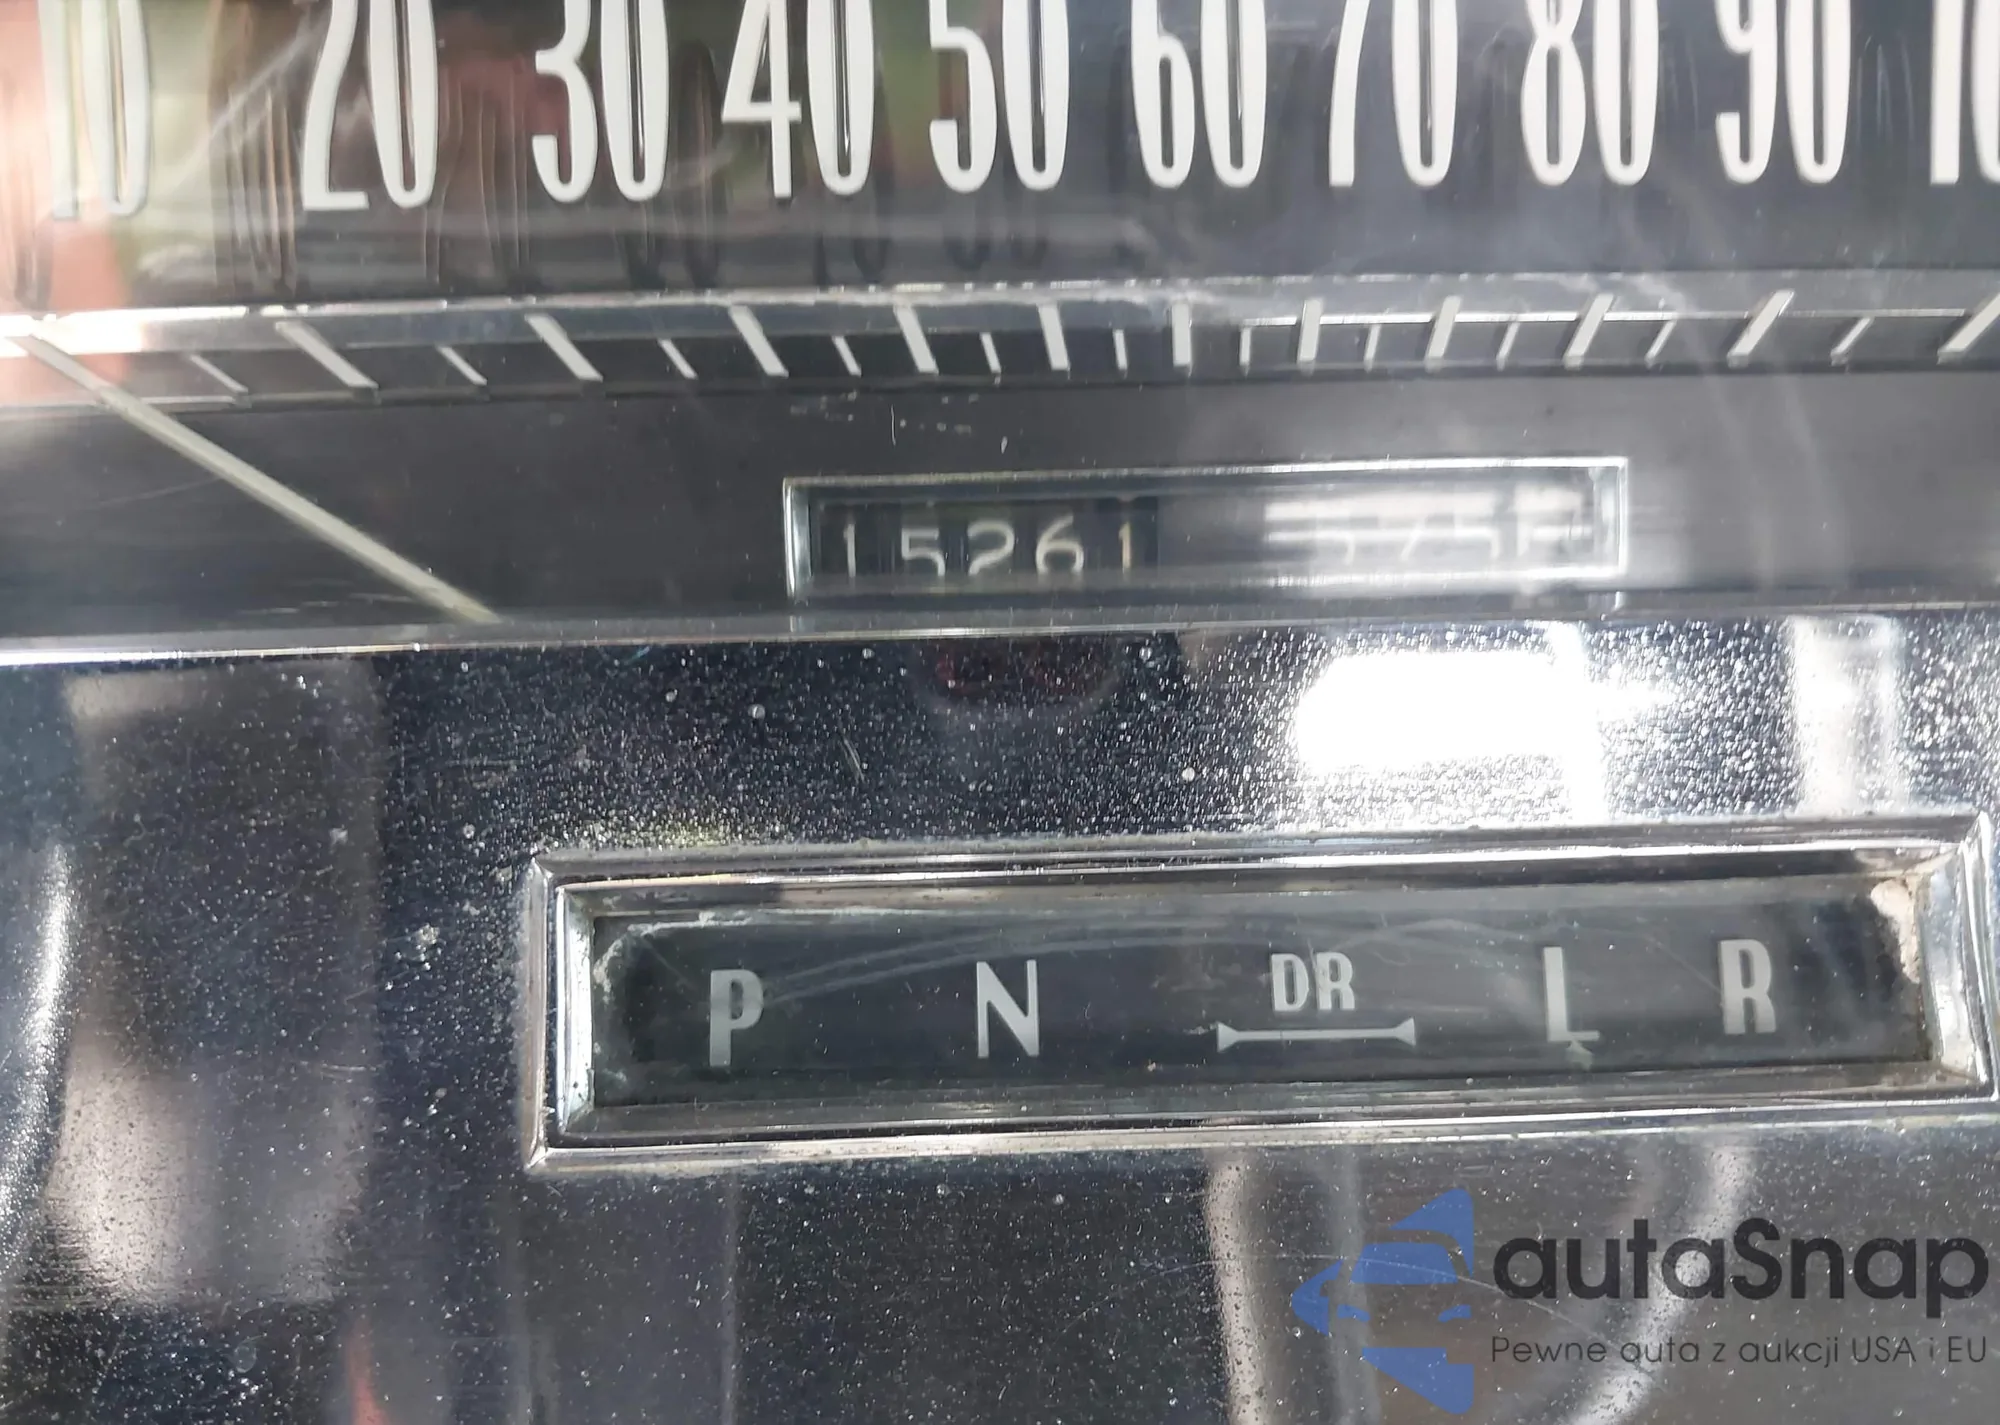 10 20 30 40 50 60 70 80 90
15261
P N DR L R
autaSnap
Pewne auta z aukcji USA i EU